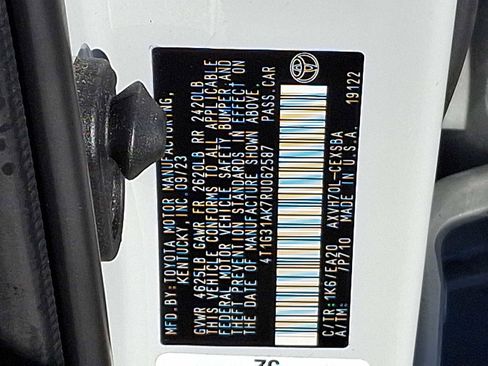 MFD.BY:TOYOTA MOTOR MANUFACTURING,
KENTUCKY, INC. 09/23
GVWR 4625LB GAWR FR 2620LB RR 2420LB
THIS VEHICLE CONFORMS TO ALL APPLICABLE
FEDERAL MOTOR VEHICLE SAFETY, BUMPER, AND
THEFT PREVENTION STANDARDS IN EFFECT ON
THE DATE OF MANUFACTURE SHOWN ABOVE.
4T1G31AK7RU062587 PASS.CAR
C/TR:1K6/EA20 AXVH70L-CEXSBA
A/TM: /P710 MADE IN U.S.A.
19122